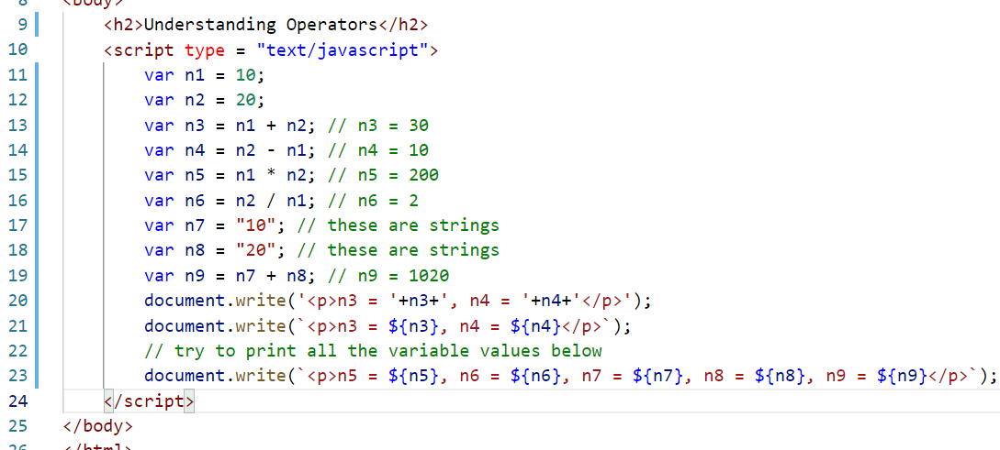 8 <body>
9 <h2>Understanding Operators</h2>
10 <script type = "text/javascript">
11 var n1 = 10;
12 var n2 = 20;
13 var n3 = n1 + n2; // n3 = 30
14 var n4 = n2 - n1; // n4 = 10
15 var n5 = n1 * n2; // n5 = 200
16 var n6 = n2 / n1; // n6 = 2
17 var n7 = "10"; // these are strings
18 var n8 = "20"; // these are strings
19 var n9 = n7 + n8; // n9 = 1020
20 document.write('<p>n3 = '+n3+', n4 = '+n4+'</p>');
21 document.write(`<p>n3 = ${n3}, n4 = ${n4}</p>`);
22 // try to print all the variable values below
23 document.write(`<p>n5 = ${n5}, n6 = ${n6}, n7 = ${n7}, n8 = ${n8}, n9 = ${n9}</p>`);
24 </script>
25 </body>
26 </html>